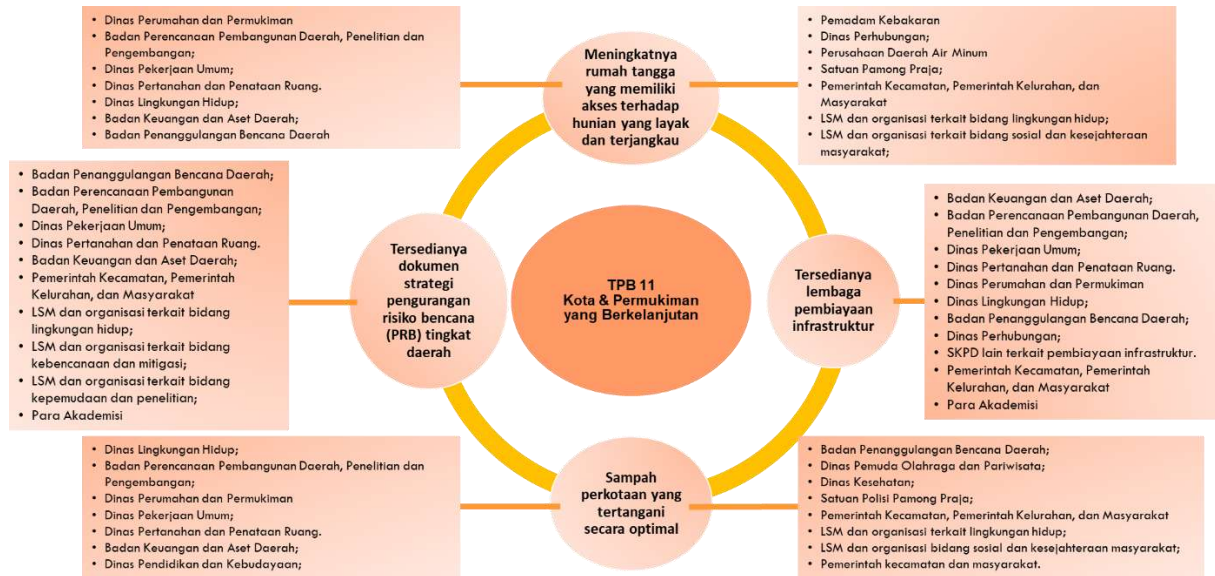 • Dinas Perumahan dan Permukiman
• Badan Perencanaan Pembangunan Daerah, Penelitian dan
Pengembangan;
• Dinas Pekerjaan Umum;
• Dinas Pertanahan dan Penataan Ruang.
• Dinas Lingkungan Hidup;
• Badan Keuangan dan Aset Daerah;
• Badan Penanggulangan Bencana Daerah
Meningkatnya
rumah tangga
yang memiliki
akses terhadap
hunian yang layak
dan terjangkau
• Pemadam Kebakaran
• Dinas Perhubungan;
• Perusahaan Daerah Air Minum
• Satuan Pamong Praja;
• Pemerintah Kecamatan, Pemerintah Kelurahan, dan
Masyarakat
• LSM dan organisasi terkait bidang lingkungan hidup;
• LSM dan organisasi terkait bidang sosial dan kesejahteraan
masyarakat;
• Badan Penanggulangan Bencana Daerah;
• Badan Perencanaan Pembangunan
Daerah, Penelitian dan Pengembangan;
• Dinas Pekerjaan Umum;
• Dinas Pertanahan dan Penataan Ruang.
• Badan Keuangan dan Aset Daerah;
• Pemerintah Kecamatan, Pemerintah
Kelurahan, dan Masyarakat
• LSM dan organisasi terkait bidang
lingkungan hidup;
• LSM dan organisasi terkait bidang
kebencanaan dan mitigasi;
• LSM dan organisasi terkait bidang
kepemudaan dan penelitian;
• Para Akademisi
Tersedianya
dokumen
strategi
pengurangan
risiko bencana
(PRB) tingkat
daerah
TPB 11
Kota & Permukiman
yang Berkelanjutan
Tersedianya
lembaga
pembiayaan
infrastruktur
• Badan Keuangan dan Aset Daerah;
• Badan Perencanaan Pembangunan Daerah,
Penelitian dan Pengembangan;
• Dinas Pekerjaan Umum;
• Dinas Pertanahan dan Penataan Ruang.
• Dinas Perumahan dan Permukiman
• Dinas Lingkungan Hidup;
• Badan Penanggulangan Bencana Daerah;
• Dinas Perhubungan;
• SKPD lain terkait pembiayaan infrastruktur.
• Pemerintah Kecamatan, Pemerintah
Kelurahan, dan Masyarakat
• Para Akademisi
• Dinas Lingkungan Hidup;
• Badan Perencanaan Pembangunan Daerah, Penelitian dan
Pengembangan;
• Dinas Perumahan dan Permukiman
• Dinas Pekerjaan Umum;
• Dinas Pertanahan dan Penataan Ruang.
• Badan Keuangan dan Aset Daerah;
• Dinas Pendidikan dan Kebudayaan;
Sampah
perkotaan yang
tertangani
secara optimal
• Badan Penanggulangan Bencana Daerah;
• Dinas Pemuda Olahraga dan Pariwisata;
• Dinas Kesehatan;
• Satuan Polisi Pamong Praja;
• Pemerintah Kecamatan, Pemerintah Kelurahan, dan Masyarakat
• LSM dan organisasi terkait lingkungan hidup;
• LSM dan organisasi bidang sosial dan kesejahteraan masyarakat;
• Pemerintah kecamatan dan masyarakat.